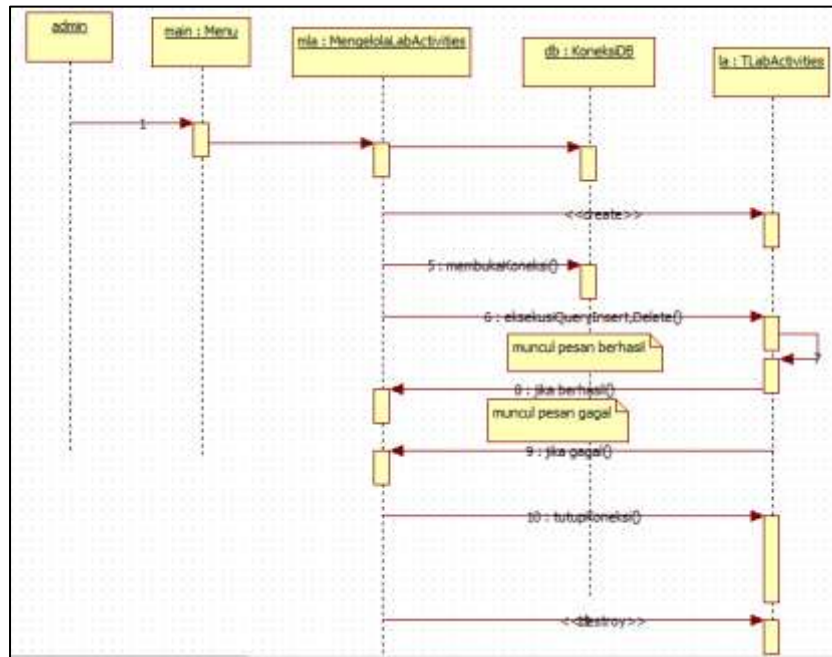 admin
main : Menu
mla : MengelolaLabActivities
db : KoneksiDB
la : TLabActivities
1
<<create>>
5 : membukaKoneksi()
6 : eksekusiQueryInsert,Delete()
muncul pesan berhasil
7
8 : jika berhasil()
muncul pesan gagal
9 : jika gagal()
10 : tutupKoneksi()
<<destroy>>